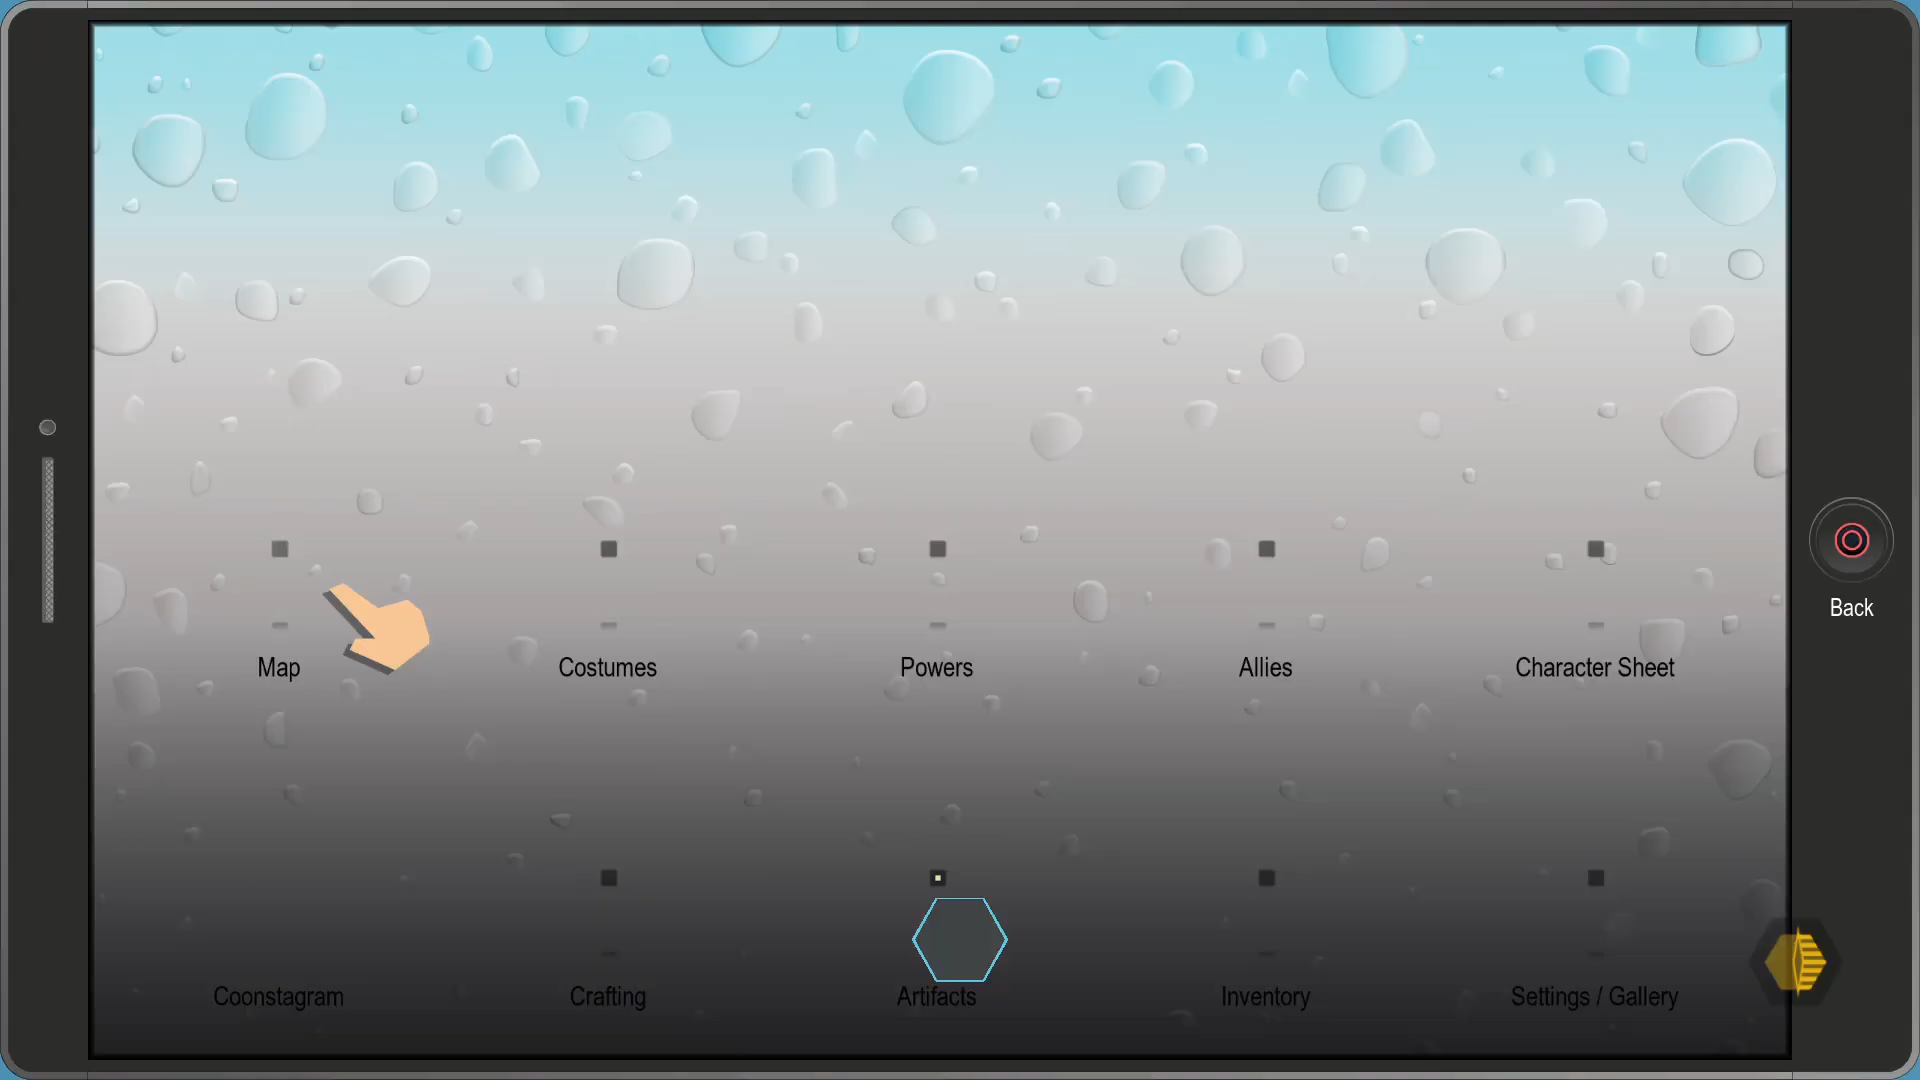 Back
Map
Costumes
Powers
Allies
Character Sheet
Coonstagram
Crafting
Artifacts
Inventory
Settings / Gallery